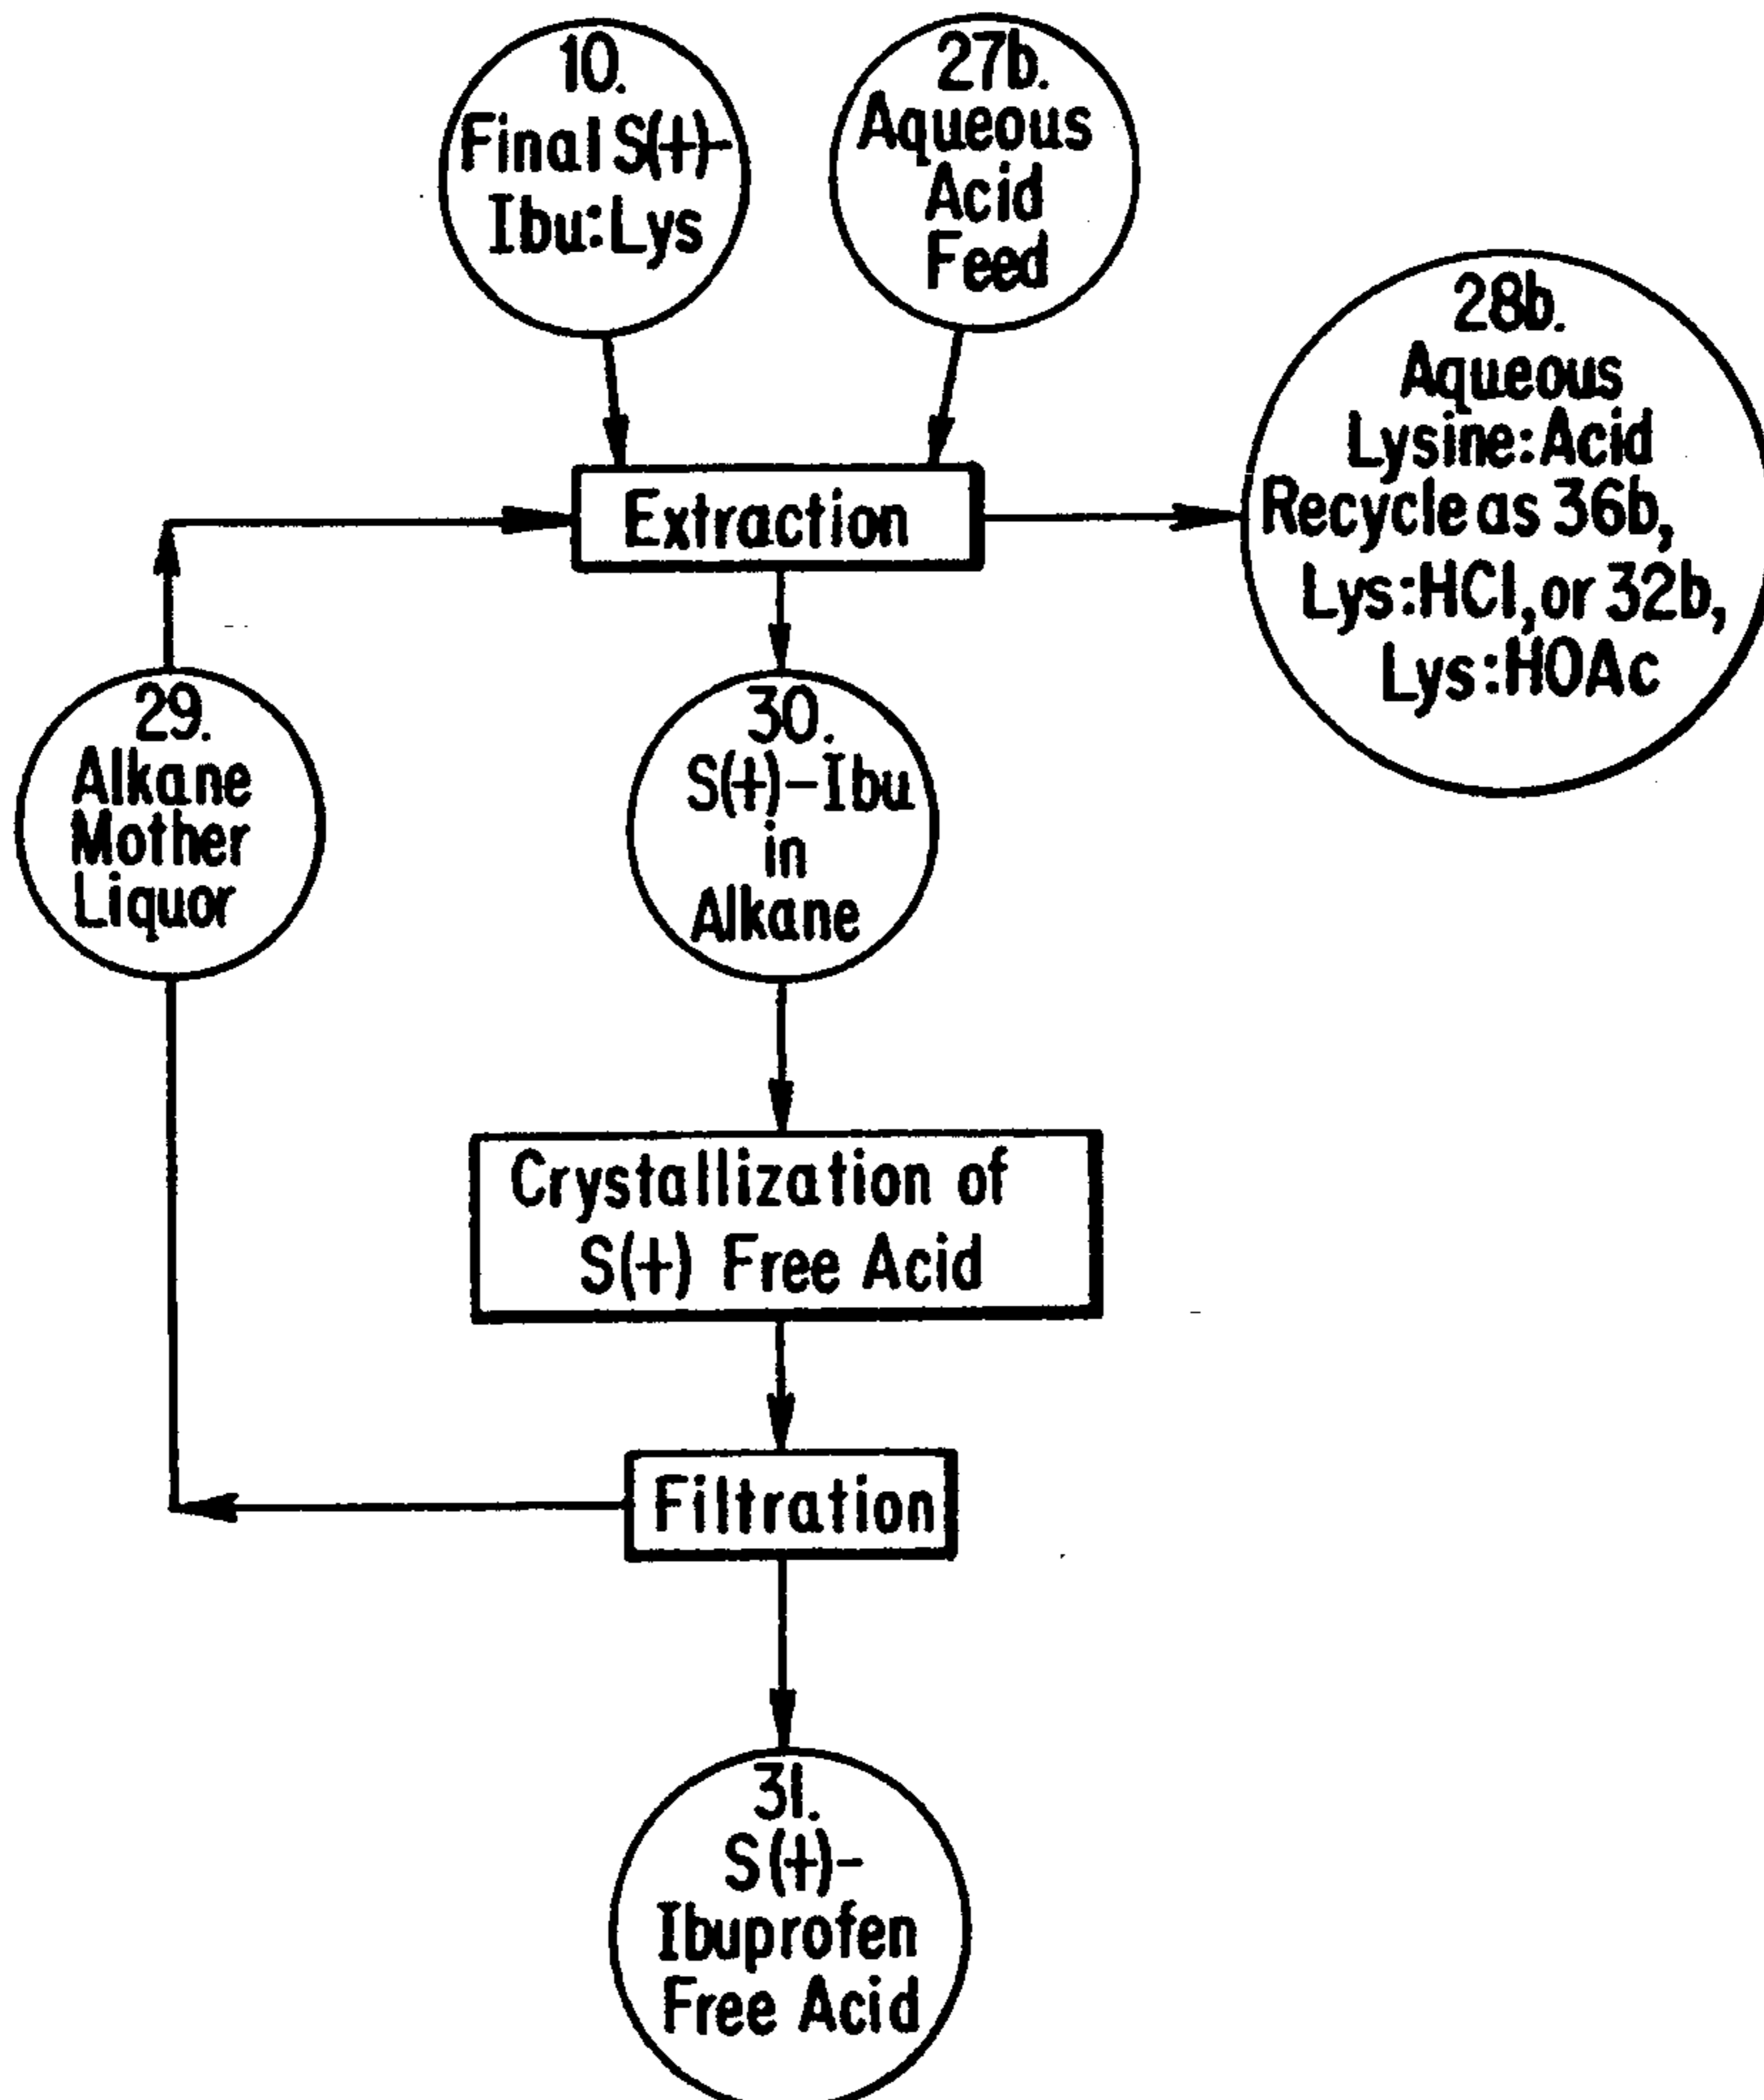 10.
Final S(+)-
Ibu:Lys
27b.
Aqueous
Acid
Feed
28b.
Aqueous
Lysine:Acid
Recycle as 36b,
Lys:HCl, or 32b,
Lys:HOAc
Extraction
29.
Alkane
Mother
Liquor
30.
S(+)-Ibu
in
Alkane
Crystallization of
S(+) Free Acid
Filtration
31.
S(+)-
Ibuprofen
Free Acid